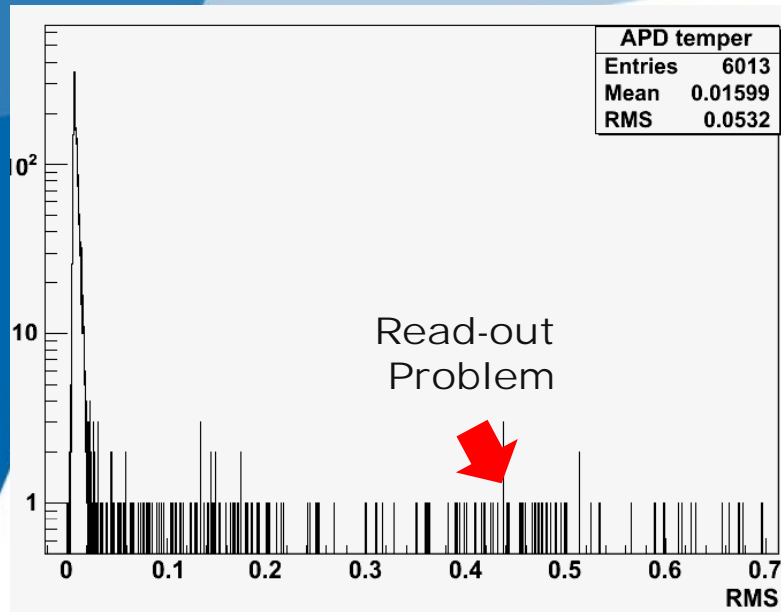 APD temper
Entries 6013
Mean 0.01599
RMS 0.0532
10²
10
1
Read-out
Problem
0 0.1 0.2 0.3 0.4 0.5 0.6 0.7
RMS